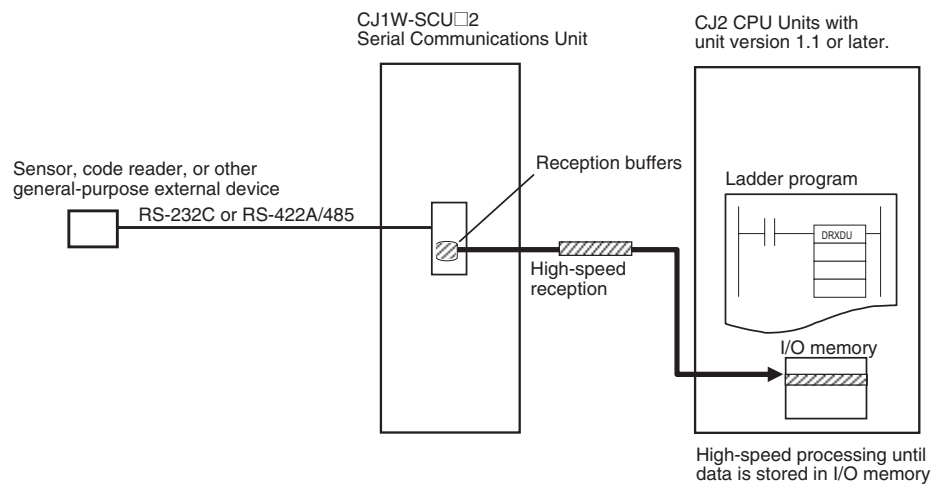 CJ1W-SCU□2
Serial Communications Unit
CJ2 CPU Units with
unit version 1.1 or later.
Sensor, code reader, or other
general-purpose external device
RS-232C or RS-422A/485
Reception buffers
High-speed
reception
Ladder program
DRXDU
I/O memory
High-speed processing until
data is stored in I/O memory